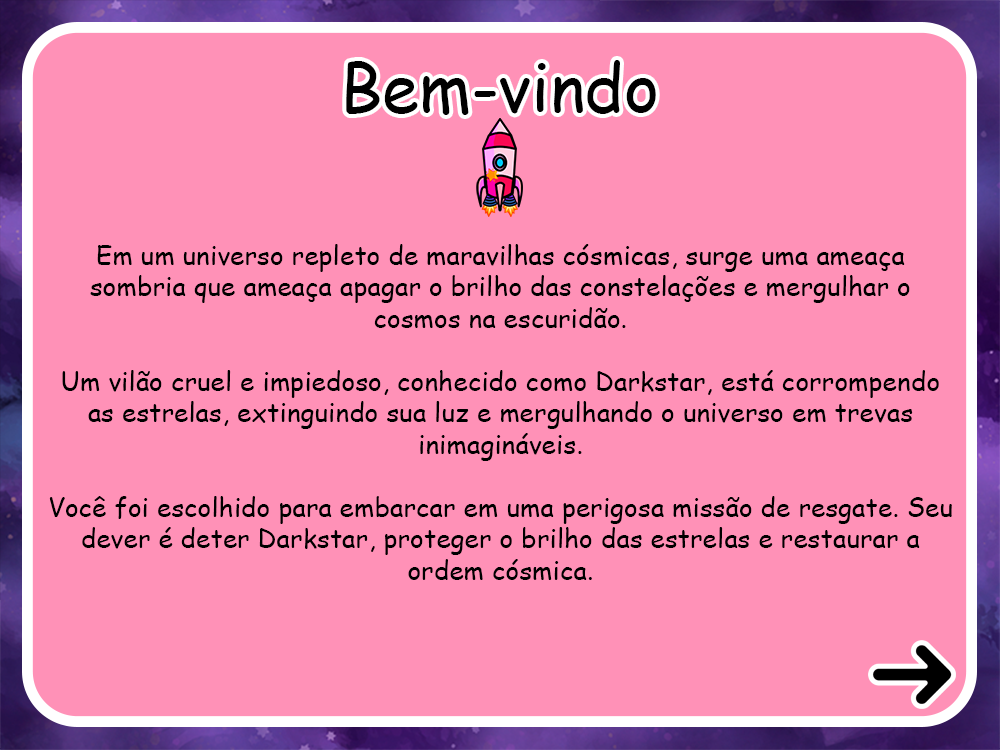 Bem-vindo
Em um universo repleto de maravilhas cósmicas, surge uma ameaça
sombria que ameaça apagar o brilho das constelações e mergulhar o
cosmos na escuridão.
Um vilão cruel e impiedoso, conhecido como Darkstar, está corrompendo
as estrelas, extinguindo sua luz e mergulhando o universo em trevas
inimagináveis.
Você foi escolhido para embarcar em uma perigosa missão de resgate. Seu
dever é deter Darkstar, proteger o brilho das estrelas e restaurar a
ordem cósmica.